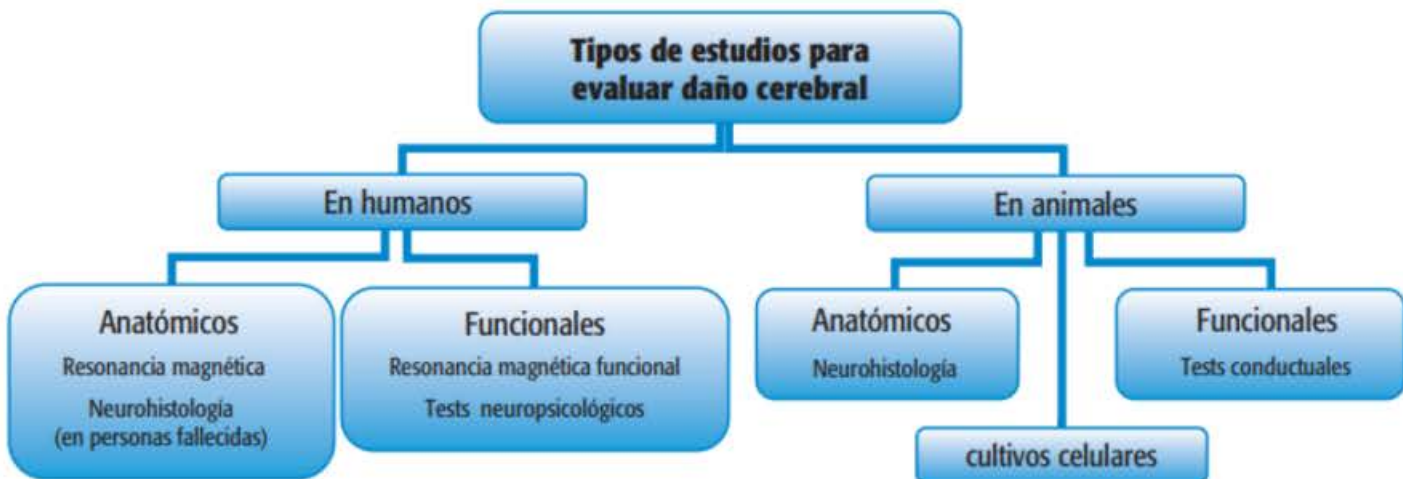 Tipos de estudios para
evaluar daño cerebral
En humanos
En animales
Anatómicos
Resonancia magnética
Neurohistología
(en personas fallecidas)
Funcionales
Resonancia magnética funcional
Tests neuropsicológicos
Anatómicos
Neurohistología
Funcionales
Tests conductuales
cultivos celulares